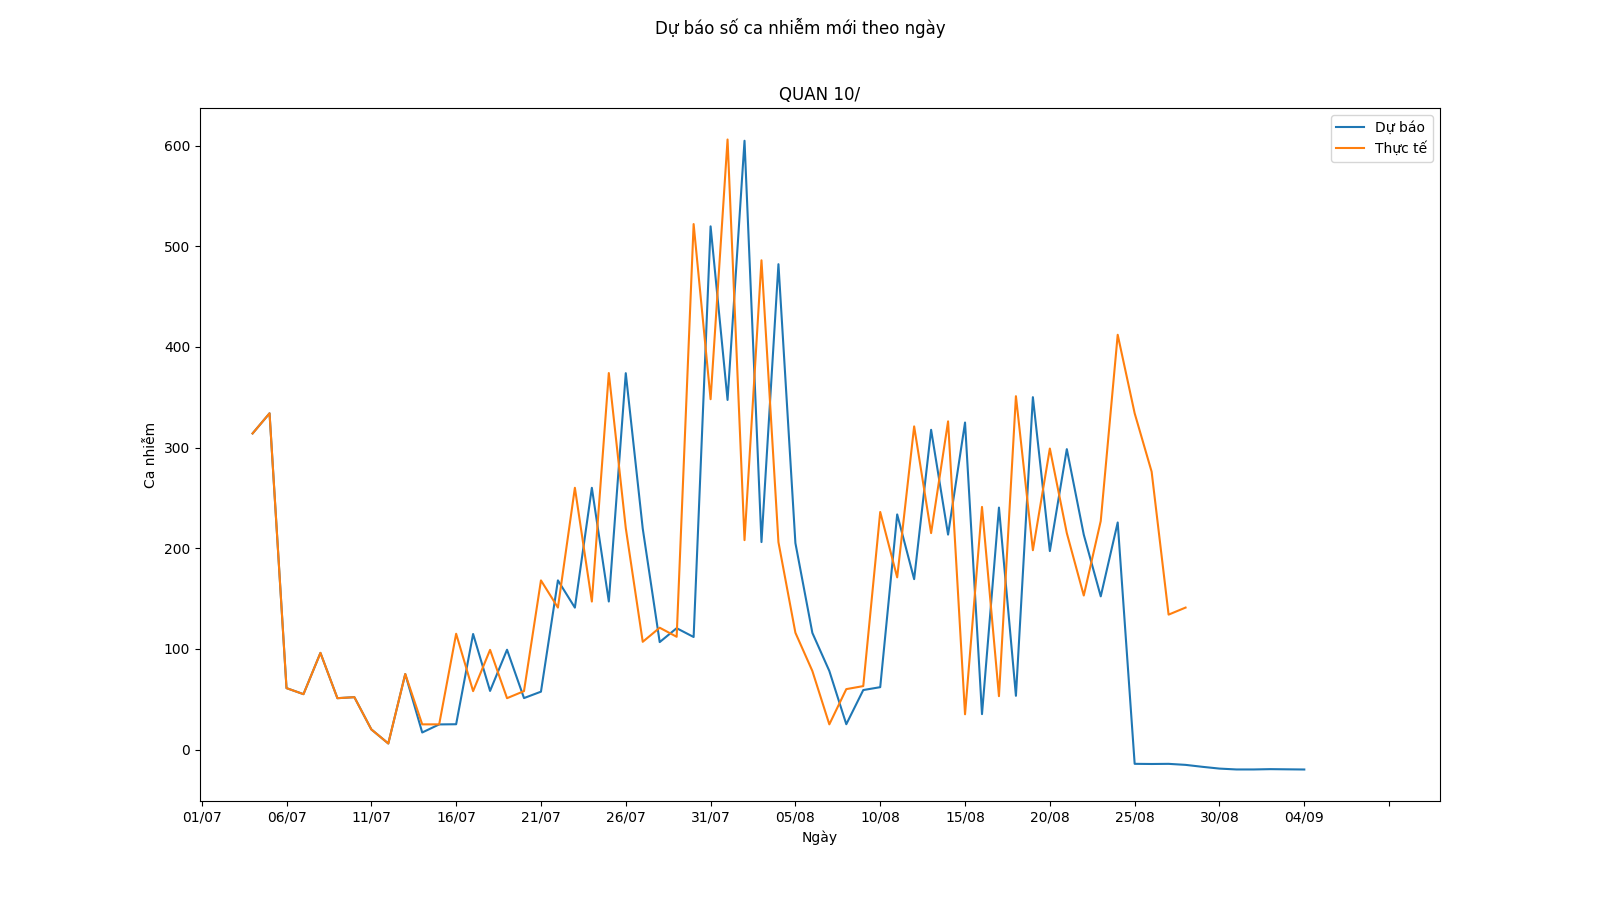 Dự báo số ca nhiễm mới theo ngày
QUAN 10/
Dự báo
Thực tế
600
500
400
300
200
100
0
Ca nhiễm
01/07 06/07 11/07 16/07 21/07 26/07 31/07 05/08 10/08 15/08 20/08 25/08 30/08 04/09
Ngày